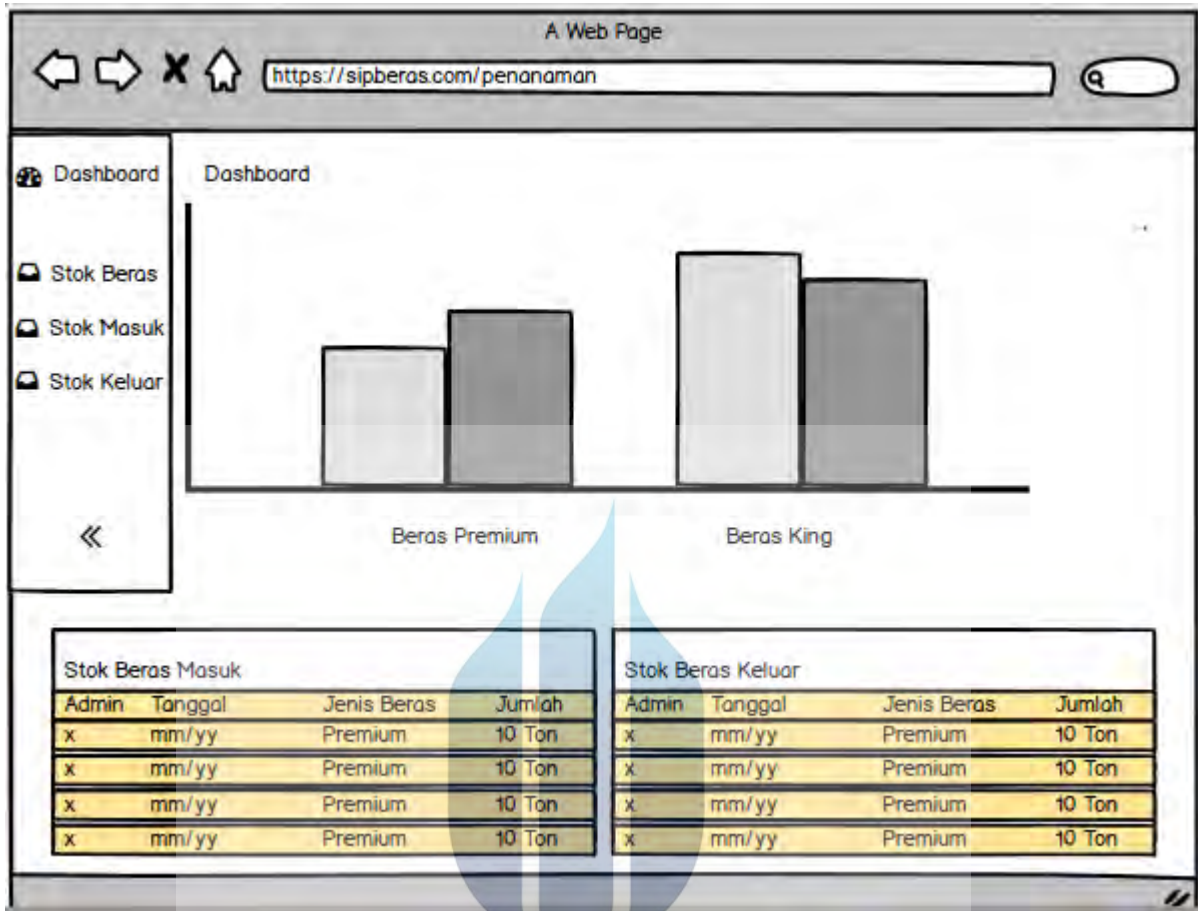 A Web Page
https://sipberas.com/penanaman
Dashboard
Stok Beras
Stok Masuk
Stok Keluar
Dashboard
Beras Premium Beras King
Stok Beras Masuk
Admin Tanggal Jenis Beras Jumlah
x mm/yy Premium 10 Ton
x mm/yy Premium 10 Ton
x mm/yy Premium 10 Ton
x mm/yy Premium 10 Ton
Stok Beras Keluar
Admin Tanggal Jenis Beras Jumlah
x mm/yy Premium 10 Ton
x mm/yy Premium 10 Ton
x mm/yy Premium 10 Ton
x mm/yy Premium 10 Ton